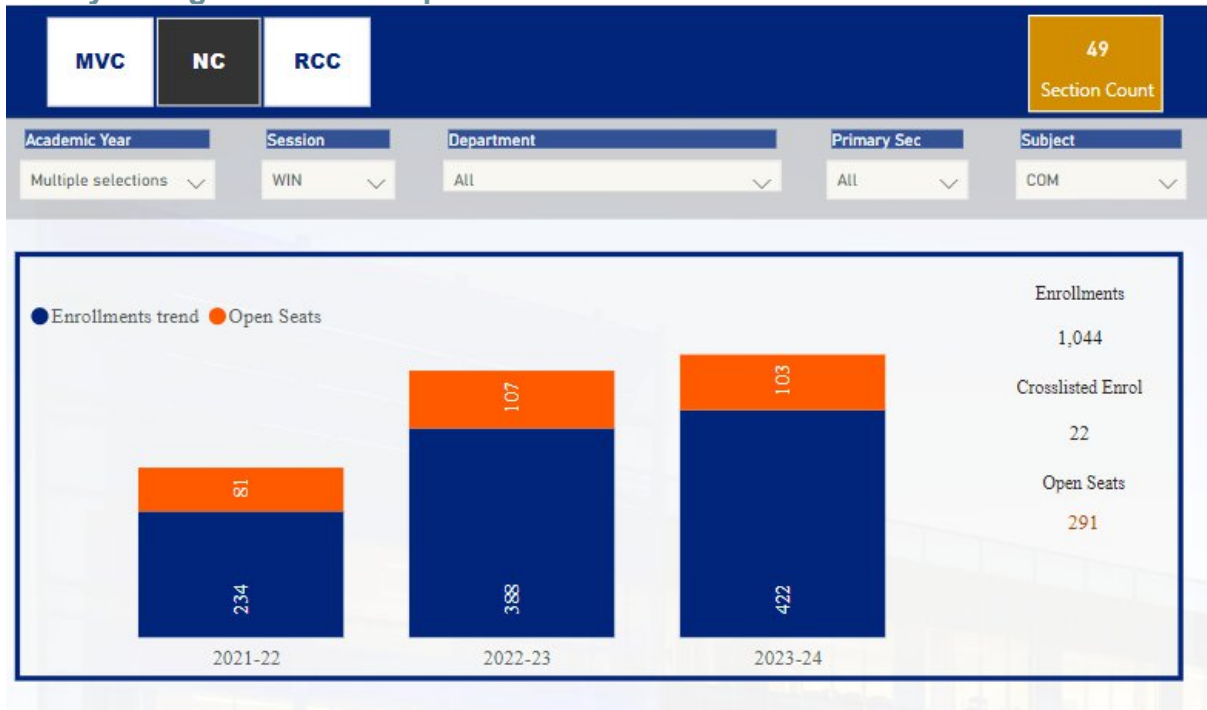 MVC NC RCC
49
Section Count
Academic Year Session Department Primary Sec Subject
Multiple selections WIN All All COM
Enrollments trend Open Seats
Enrollments
1,044
Crosslisted Enrol
22
Open Seats
291
81 107 103
234 388 422
2021-22 2022-23 2023-24